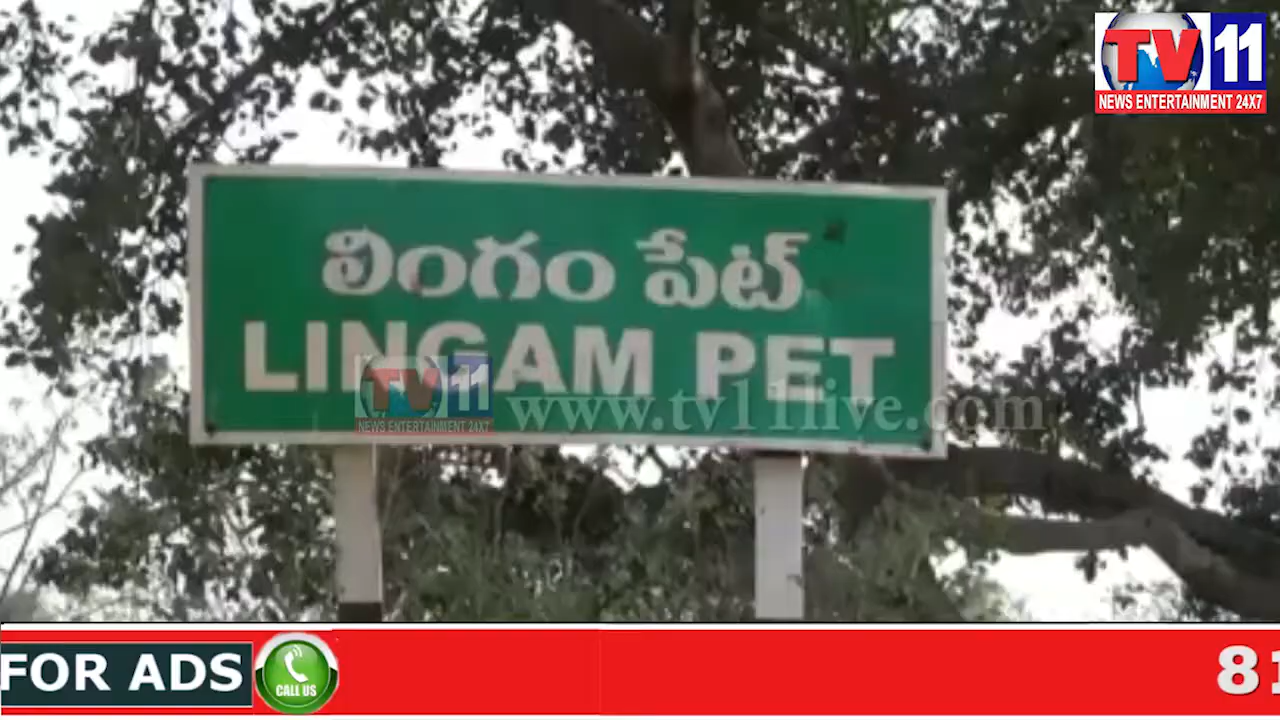 TV 11
NEWS ENTERTAINMENT 24X7
లింగం పేట్
LINGAM PET
TV 11
NEWS ENTERTAINMENT 24X7
www.tv11live.com
FOR ADS
CALL US
81